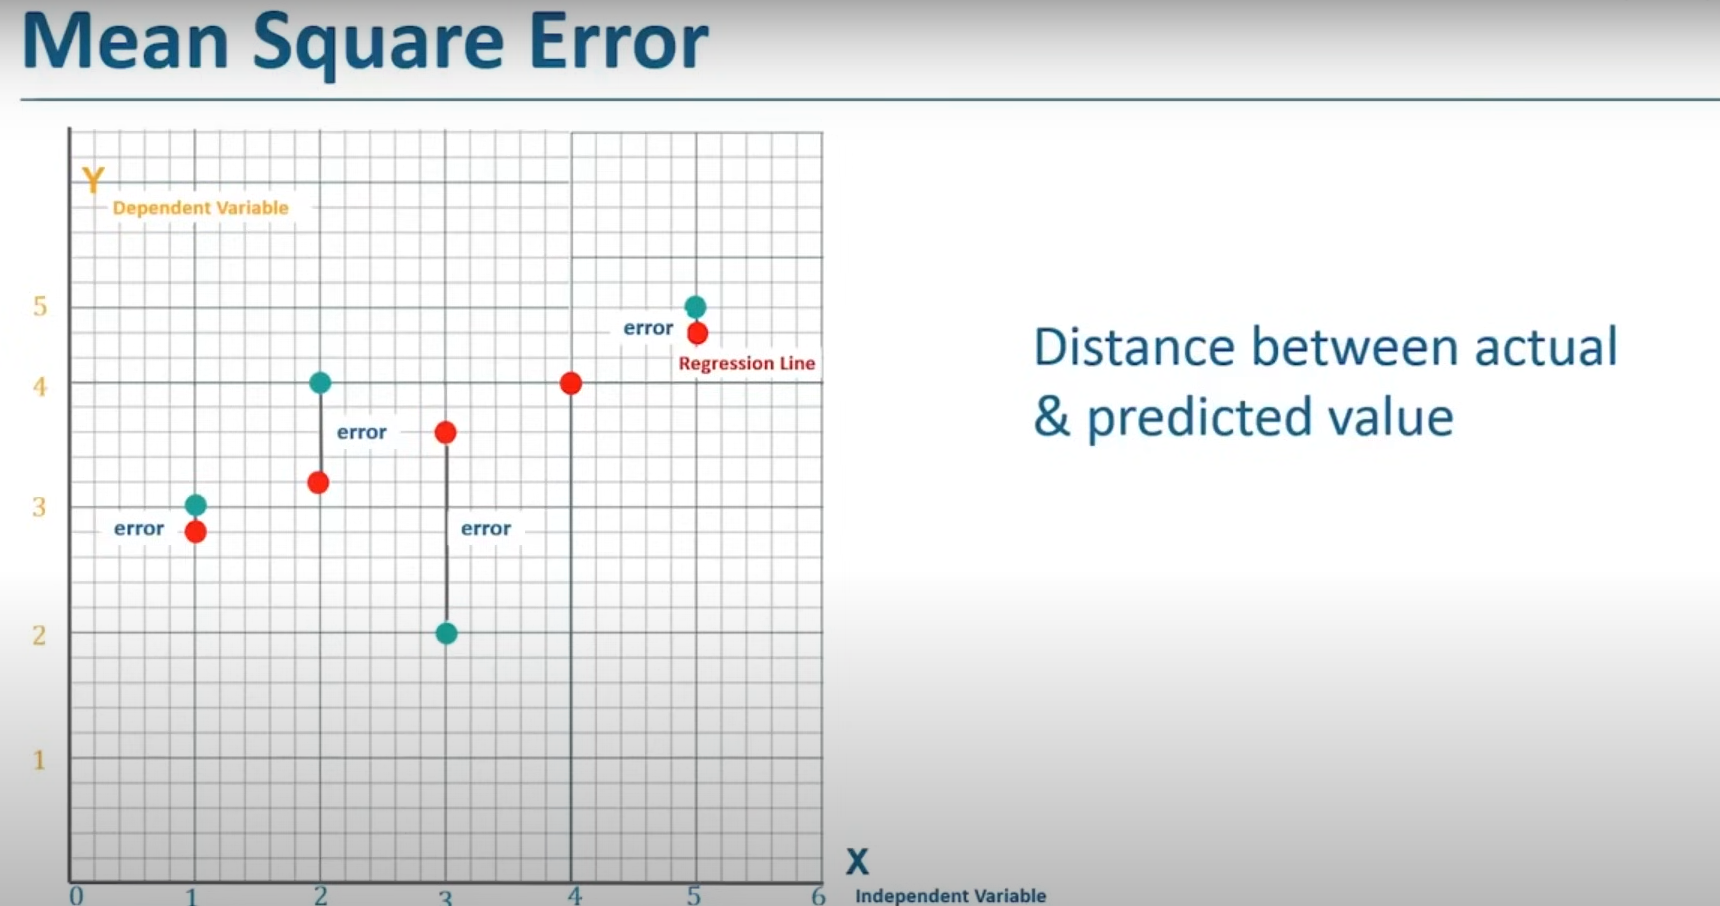 Mean Square Error
Y
Dependent Variable
5
error
Regression Line
4
error
3
error
error
2
1
0 1 2 3 4 5 6
X
Independent Variable
Distance between actual
& predicted value